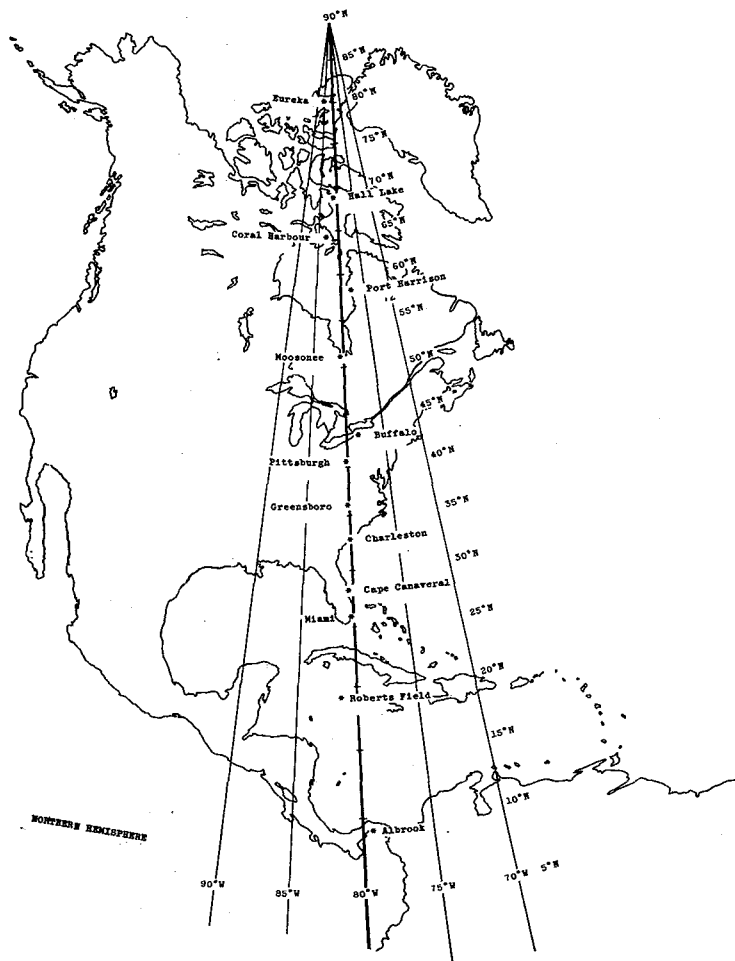 90°N
85°N
Eureka
80°N
75°N
70°N
Hall Lake
65°N
Coral Harbour
60°N
Port Harrison
55°N
Moosonee
50°N
45°N
Buffalo
40°N
Pittsburgh
35°N
Greensboro
Charleston
30°N
Cape Canaveral
25°N
Miami
20°N
Roberts Field
15°N
10°N
NORTHERN HEMISPHERE
Albrook
5°N
90°W
85°W
80°W
75°W
70°W